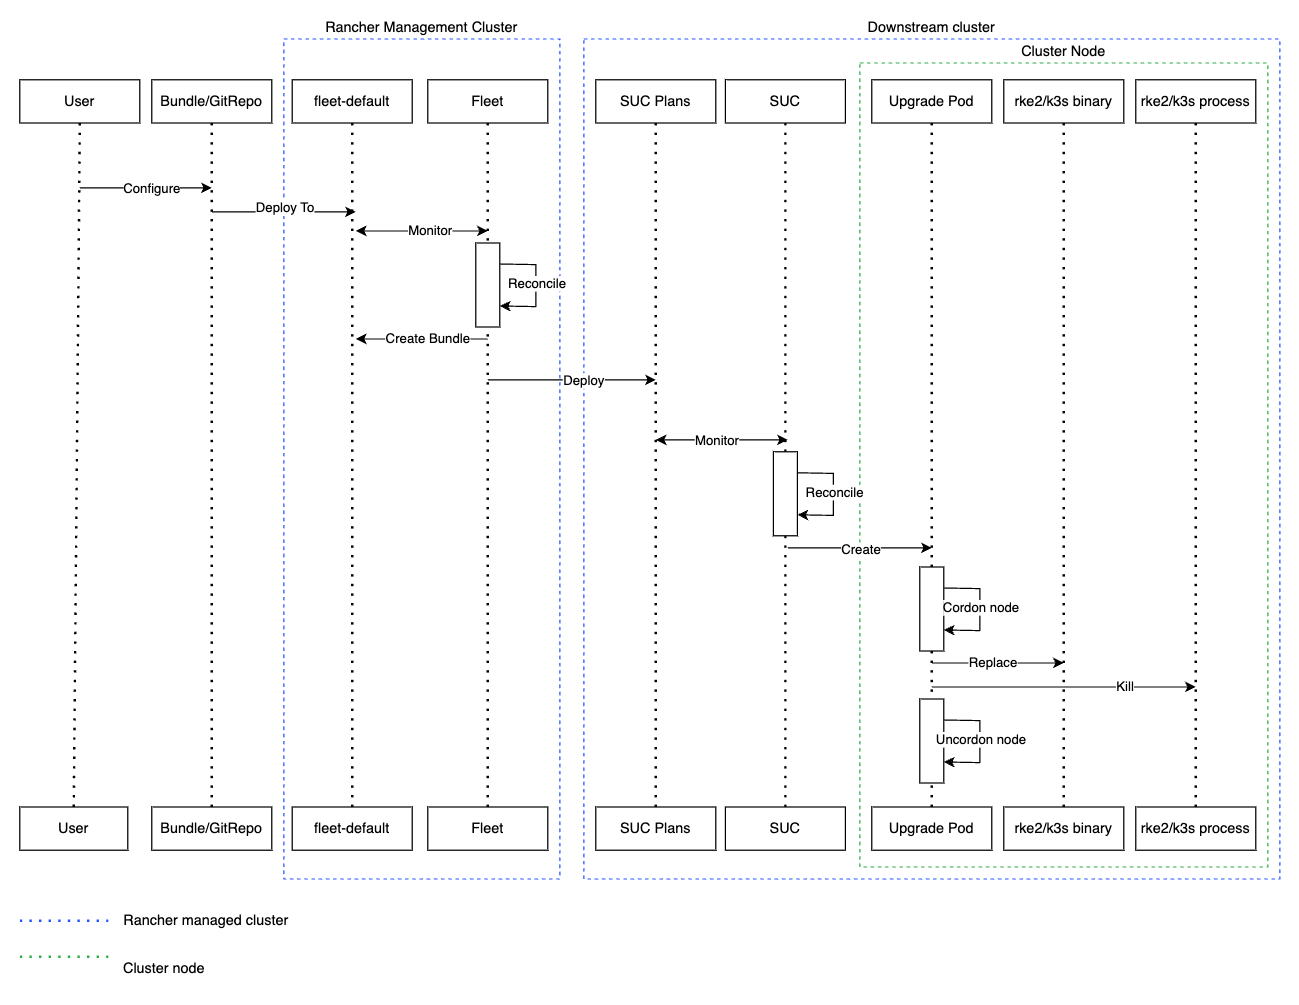 Rancher Management Cluster
Downstream cluster
Cluster Node
User
Bundle/GitRepo
fleet-default
Fleet
SUC Plans
SUC
Upgrade Pod
rke2/k3s binary
rke2/k3s process
Configure
Deploy To
Monitor
Reconcile
Create Bundle
Deploy
Monitor
Reconcile
Create
Cordon node
Replace
Kill
Uncordon node
User
Bundle/GitRepo
fleet-default
Fleet
SUC Plans
SUC
Upgrade Pod
rke2/k3s binary
rke2/k3s process
Rancher managed cluster
Cluster node